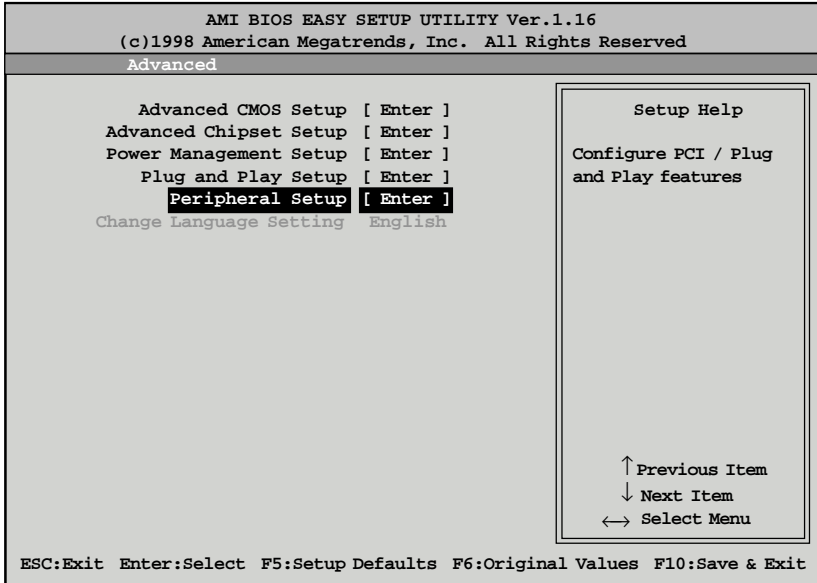 AMI BIOS EASY SETUP UTILITY Ver.1.16
(c)1998 American Megatrends, Inc. All Rights Reserved
Advanced
Advanced CMOS Setup [ Enter ]
Advanced Chipset Setup [ Enter ]
Power Management Setup [ Enter ]
Plug and Play Setup [ Enter ]
Peripheral Setup [ Enter ]
Change Language Setting English
Setup Help
Configure PCI / Plug
and Play features
↑ Previous Item
↓ Next Item
←→ Select Menu
ESC:Exit Enter:Select F5:Setup Defaults F6:Original Values F10:Save & Exit